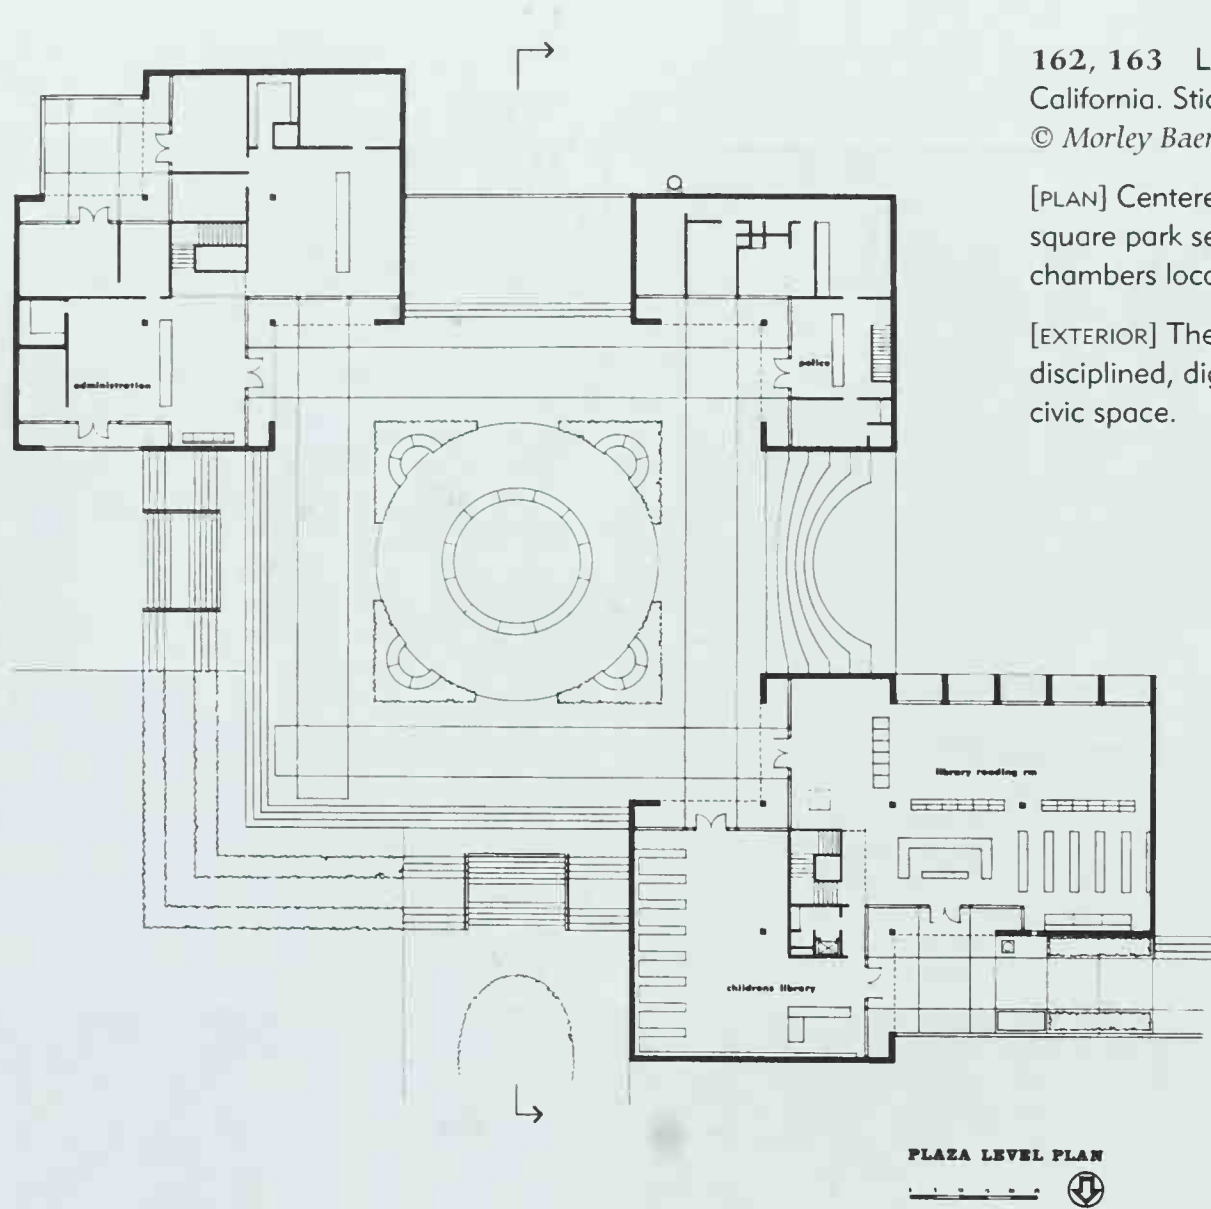 162, 163 L
California. Stic
© Morley Baer
[PLAN] Centere
square park se
chambers loca
[EXTERIOR] The
disciplined, dig
civic space.
police
administration
library reading rm
childrens library
PLAZA LEVEL PLAN